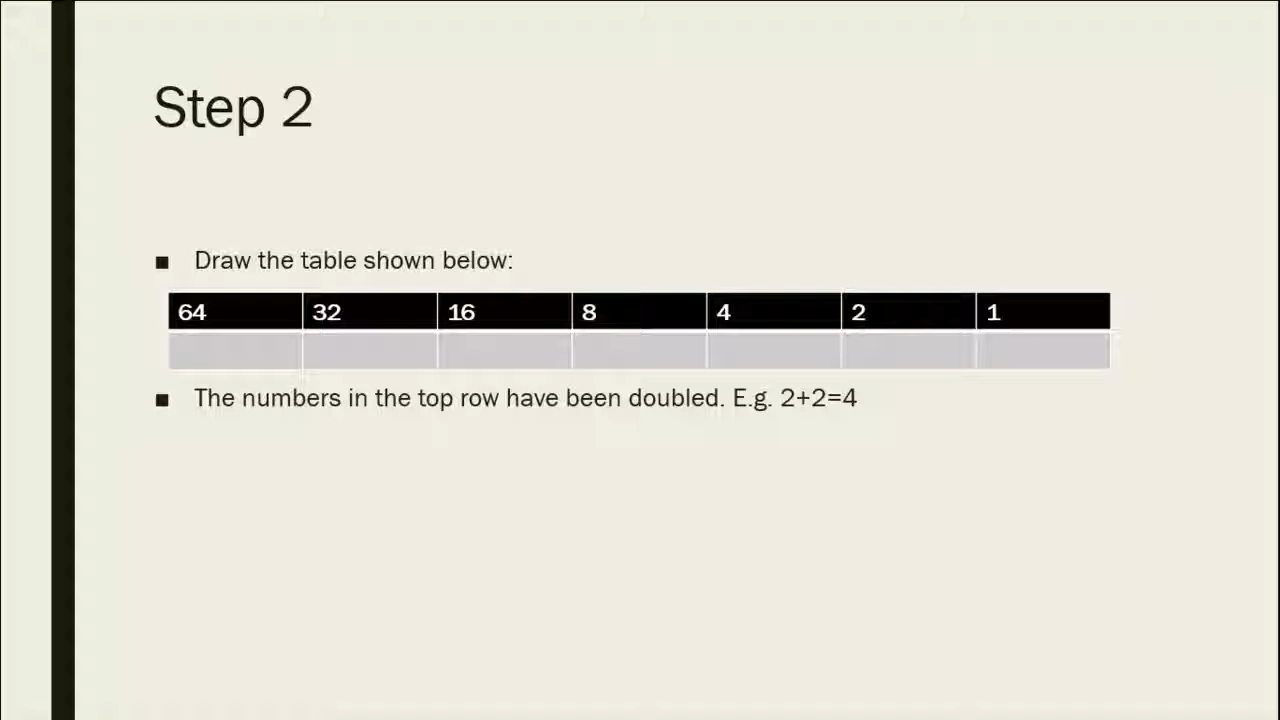 Step 2
Draw the table shown below:
64 32 16 8 4 2 1
The numbers in the top row have been doubled. E.g. 2+2=4